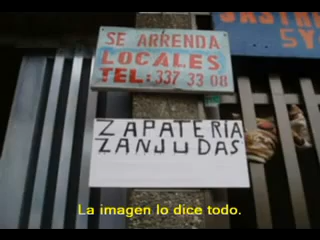 SE ARRENDA
LOCALES
TEL: 337 33 08
ZAPATERIA
ZANJUDAS
La imagen lo dice todo.